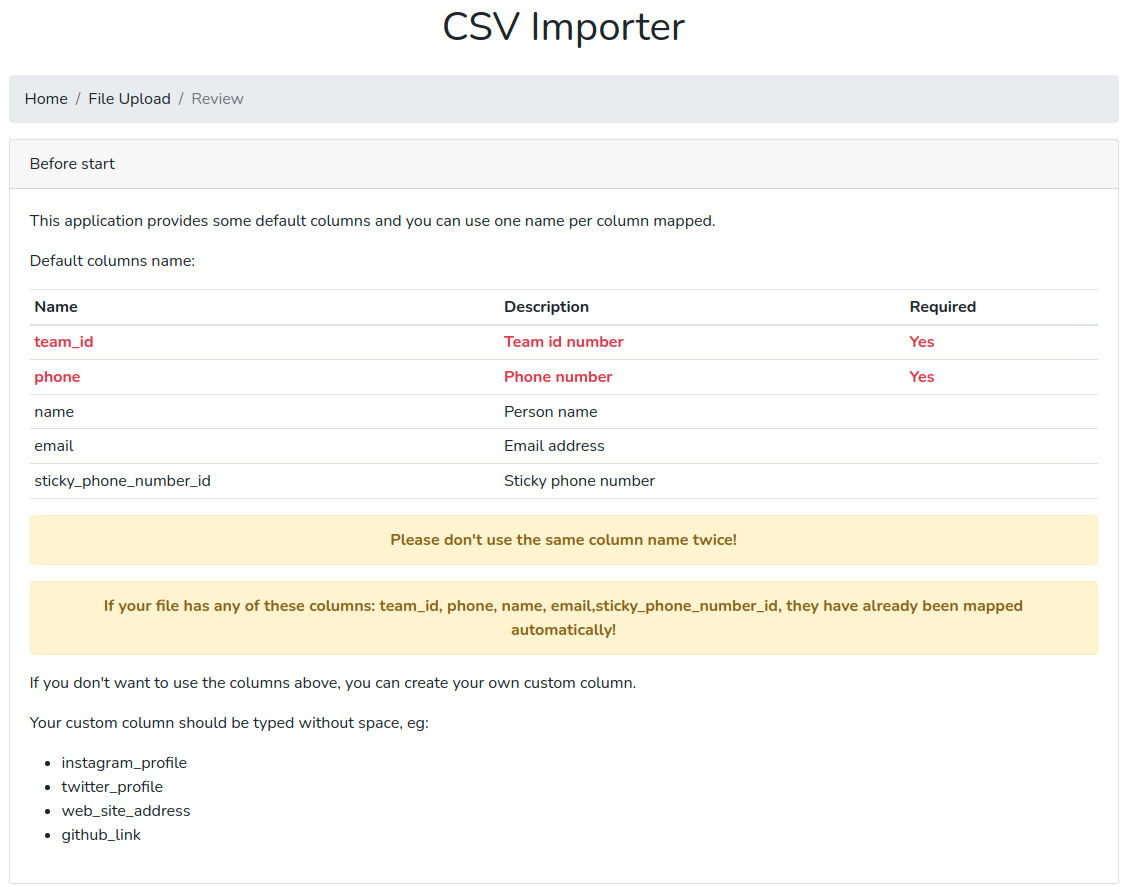 CSV Importer
Home / File Upload / Review
Before start
This application provides some default columns and you can use one name per column mapped.
Default columns name:
Name Description Required
team_id Team id number Yes
phone Phone number Yes
name Person name
email Email address
sticky_phone_number_id Sticky phone number
Please don't use the same column name twice!
If your file has any of these columns: team_id, phone, name, email,sticky_phone_number_id, they have already been mapped
automatically!
If you don't want to use the columns above, you can create your own custom column.
Your custom column should be typed without space, eg:
• instagram_profile
• twitter_profile
• web_site_address
• github_link